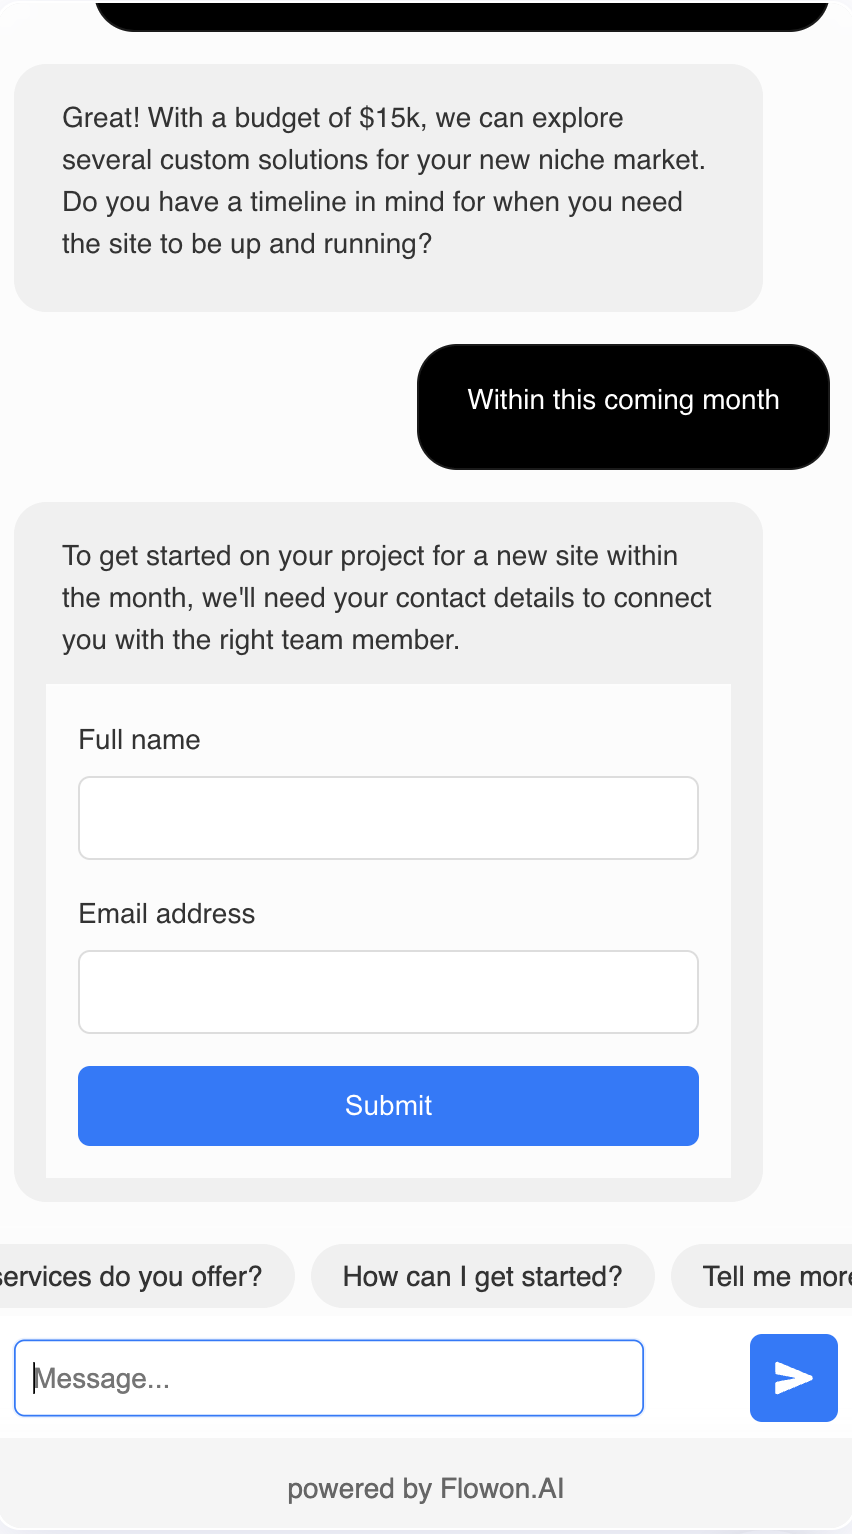 Great! With a budget of $15k, we can explore
several custom solutions for your new niche market.
Do you have a timeline in mind for when you need
the site to be up and running?
Within this coming month
To get started on your project for a new site within
the month, we'll need your contact details to connect
you with the right team member.
Full name
Email address
Submit
services do you offer?
How can I get started?
Tell me more
Message...
powered by Flowon.AI